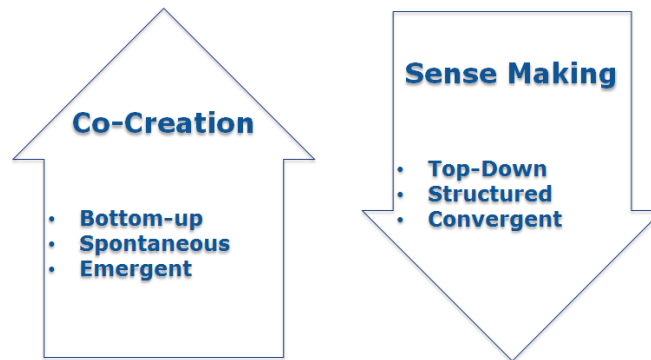 Co-Creation
• Bottom-up
• Spontaneous
• Emergent
Sense Making
• Top-Down
• Structured
• Convergent